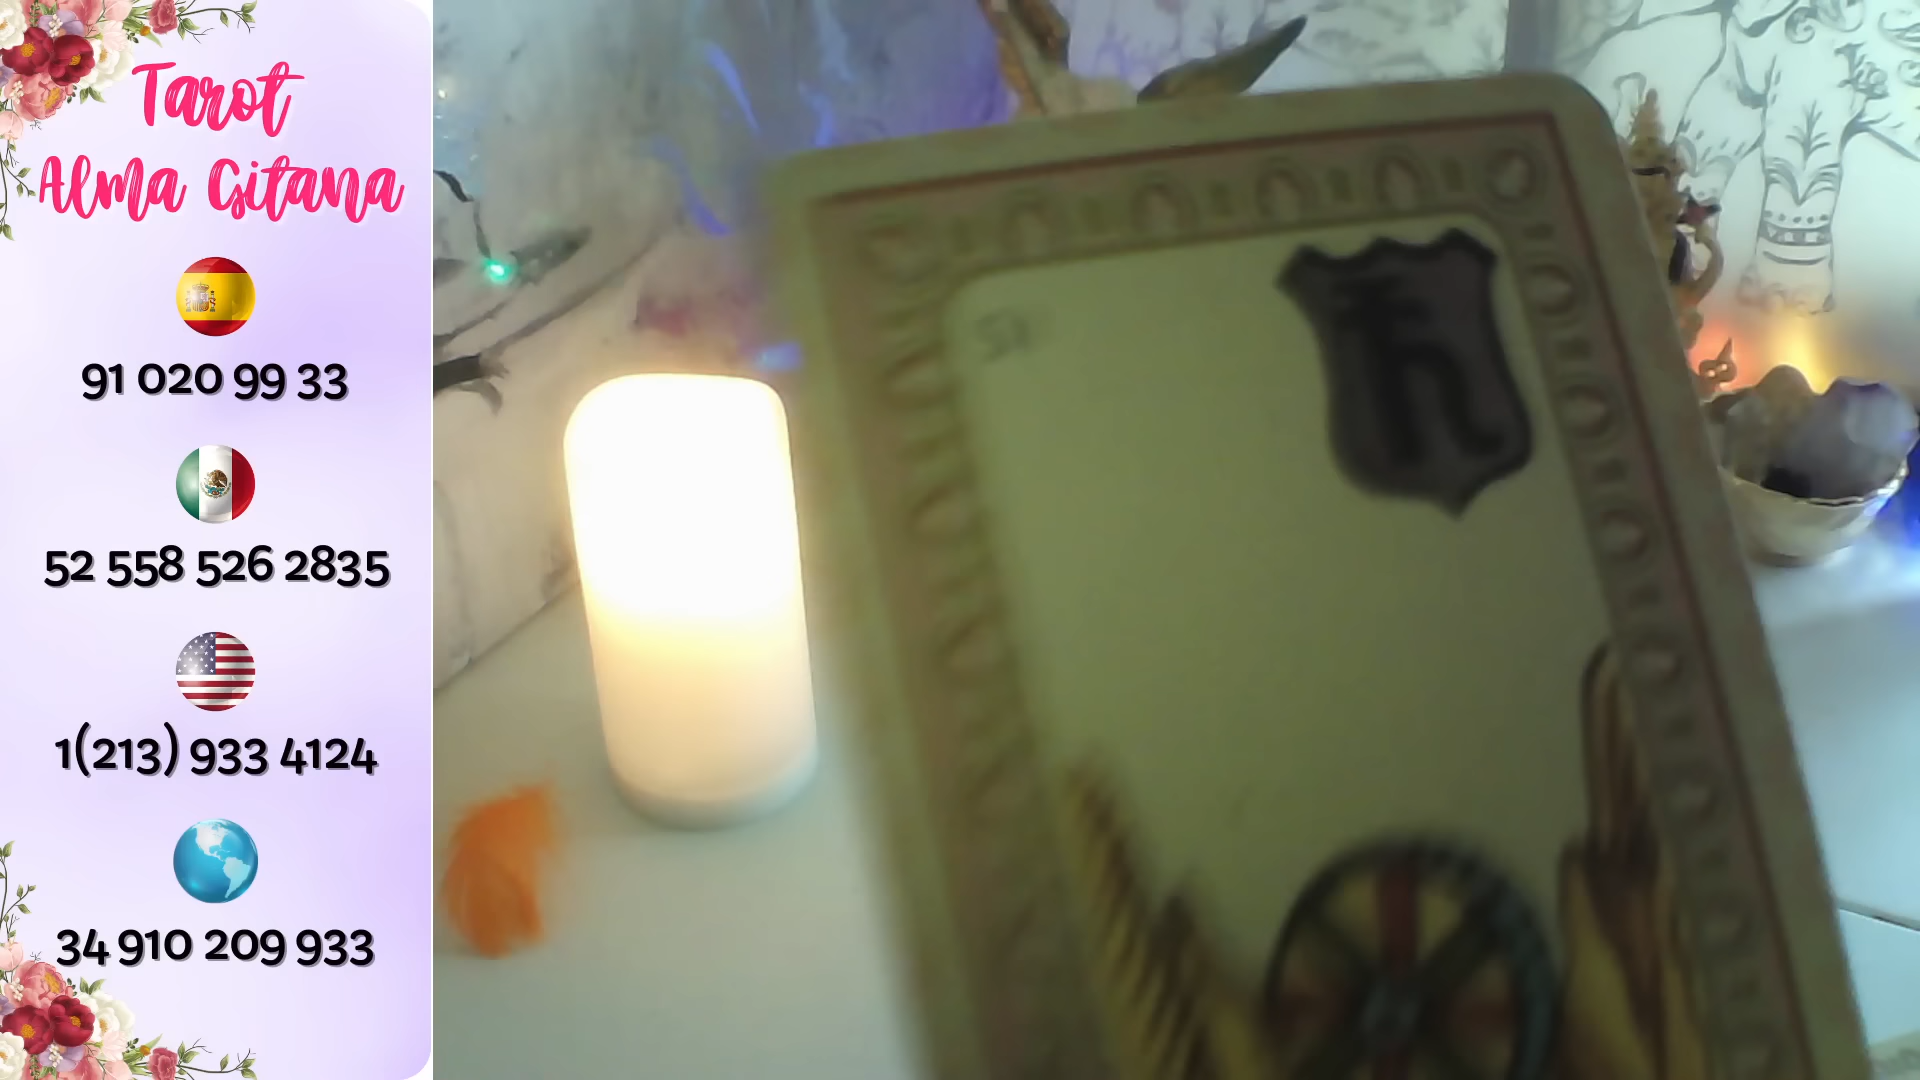 Tarot
Alma Gitana
91 020 99 33
52 558 526 2835
1(213) 933 4124
34 910 209 933